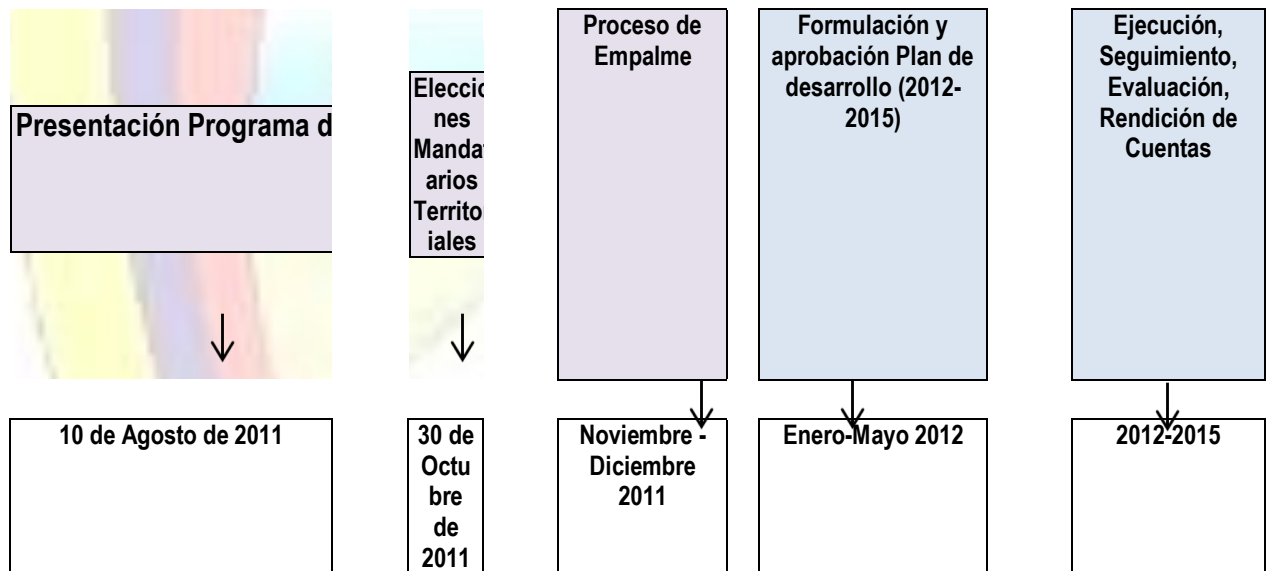 Presentación Programa d
Eleccio
nes
Mandat
arios
Territo
iales
Proceso de
Empalme
Formulación y
aprobación Plan de
desarrollo (2012-
2015)
Ejecución,
Seguimiento,
Evaluación,
Rendición de
Cuentas
10 de Agosto de 2011
30 de
Octu
bre
de
2011
Noviembre -
Diciembre
2011
Enero-Mayo 2012
2012-2015